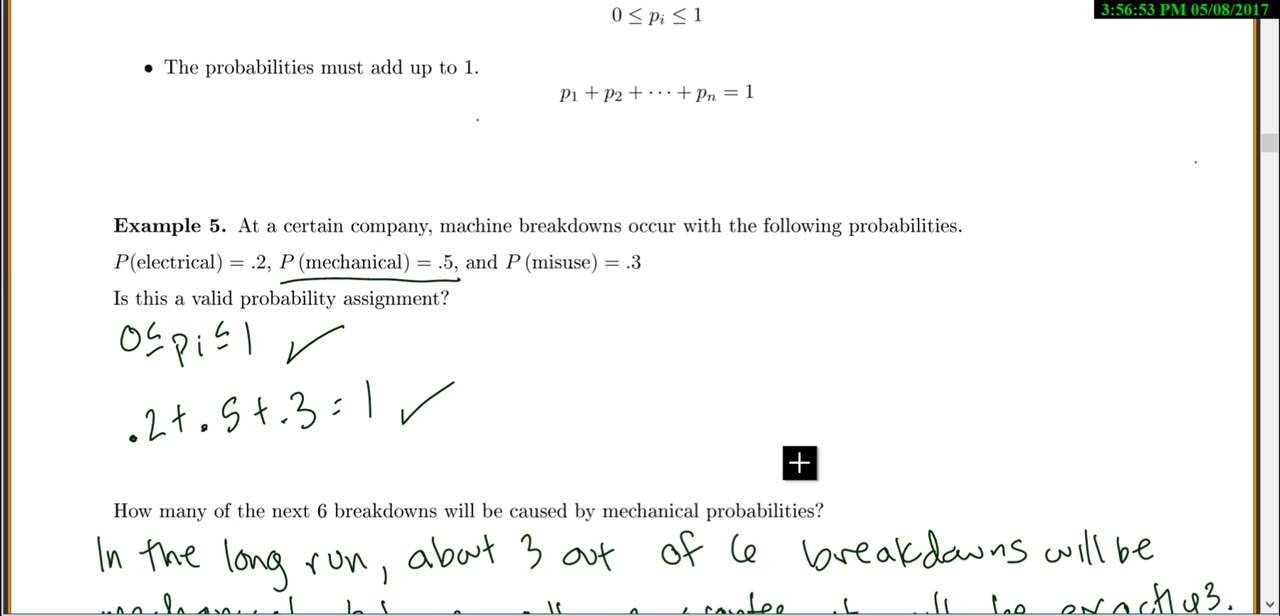 3:56:53 PM 05/08/2017
0 ≤ pᵢ ≤ 1
• The probabilities must add up to 1.
p₁ + p₂ + ⋯ + pₙ = 1
Example 5. At a certain company, machine breakdowns occur with the following probabilities.
P(electrical) = .2, P (mechanical) = .5, and P (misuse) = .3
Is this a valid probability assignment?
0 ≤ pi ≤ 1 ✓
.2 + .5 + .3 = 1 ✓
How many of the next 6 breakdowns will be caused by mechanical probabilities?
In the long run, about 3 out of 6 breakdowns will be
be exactly 3.